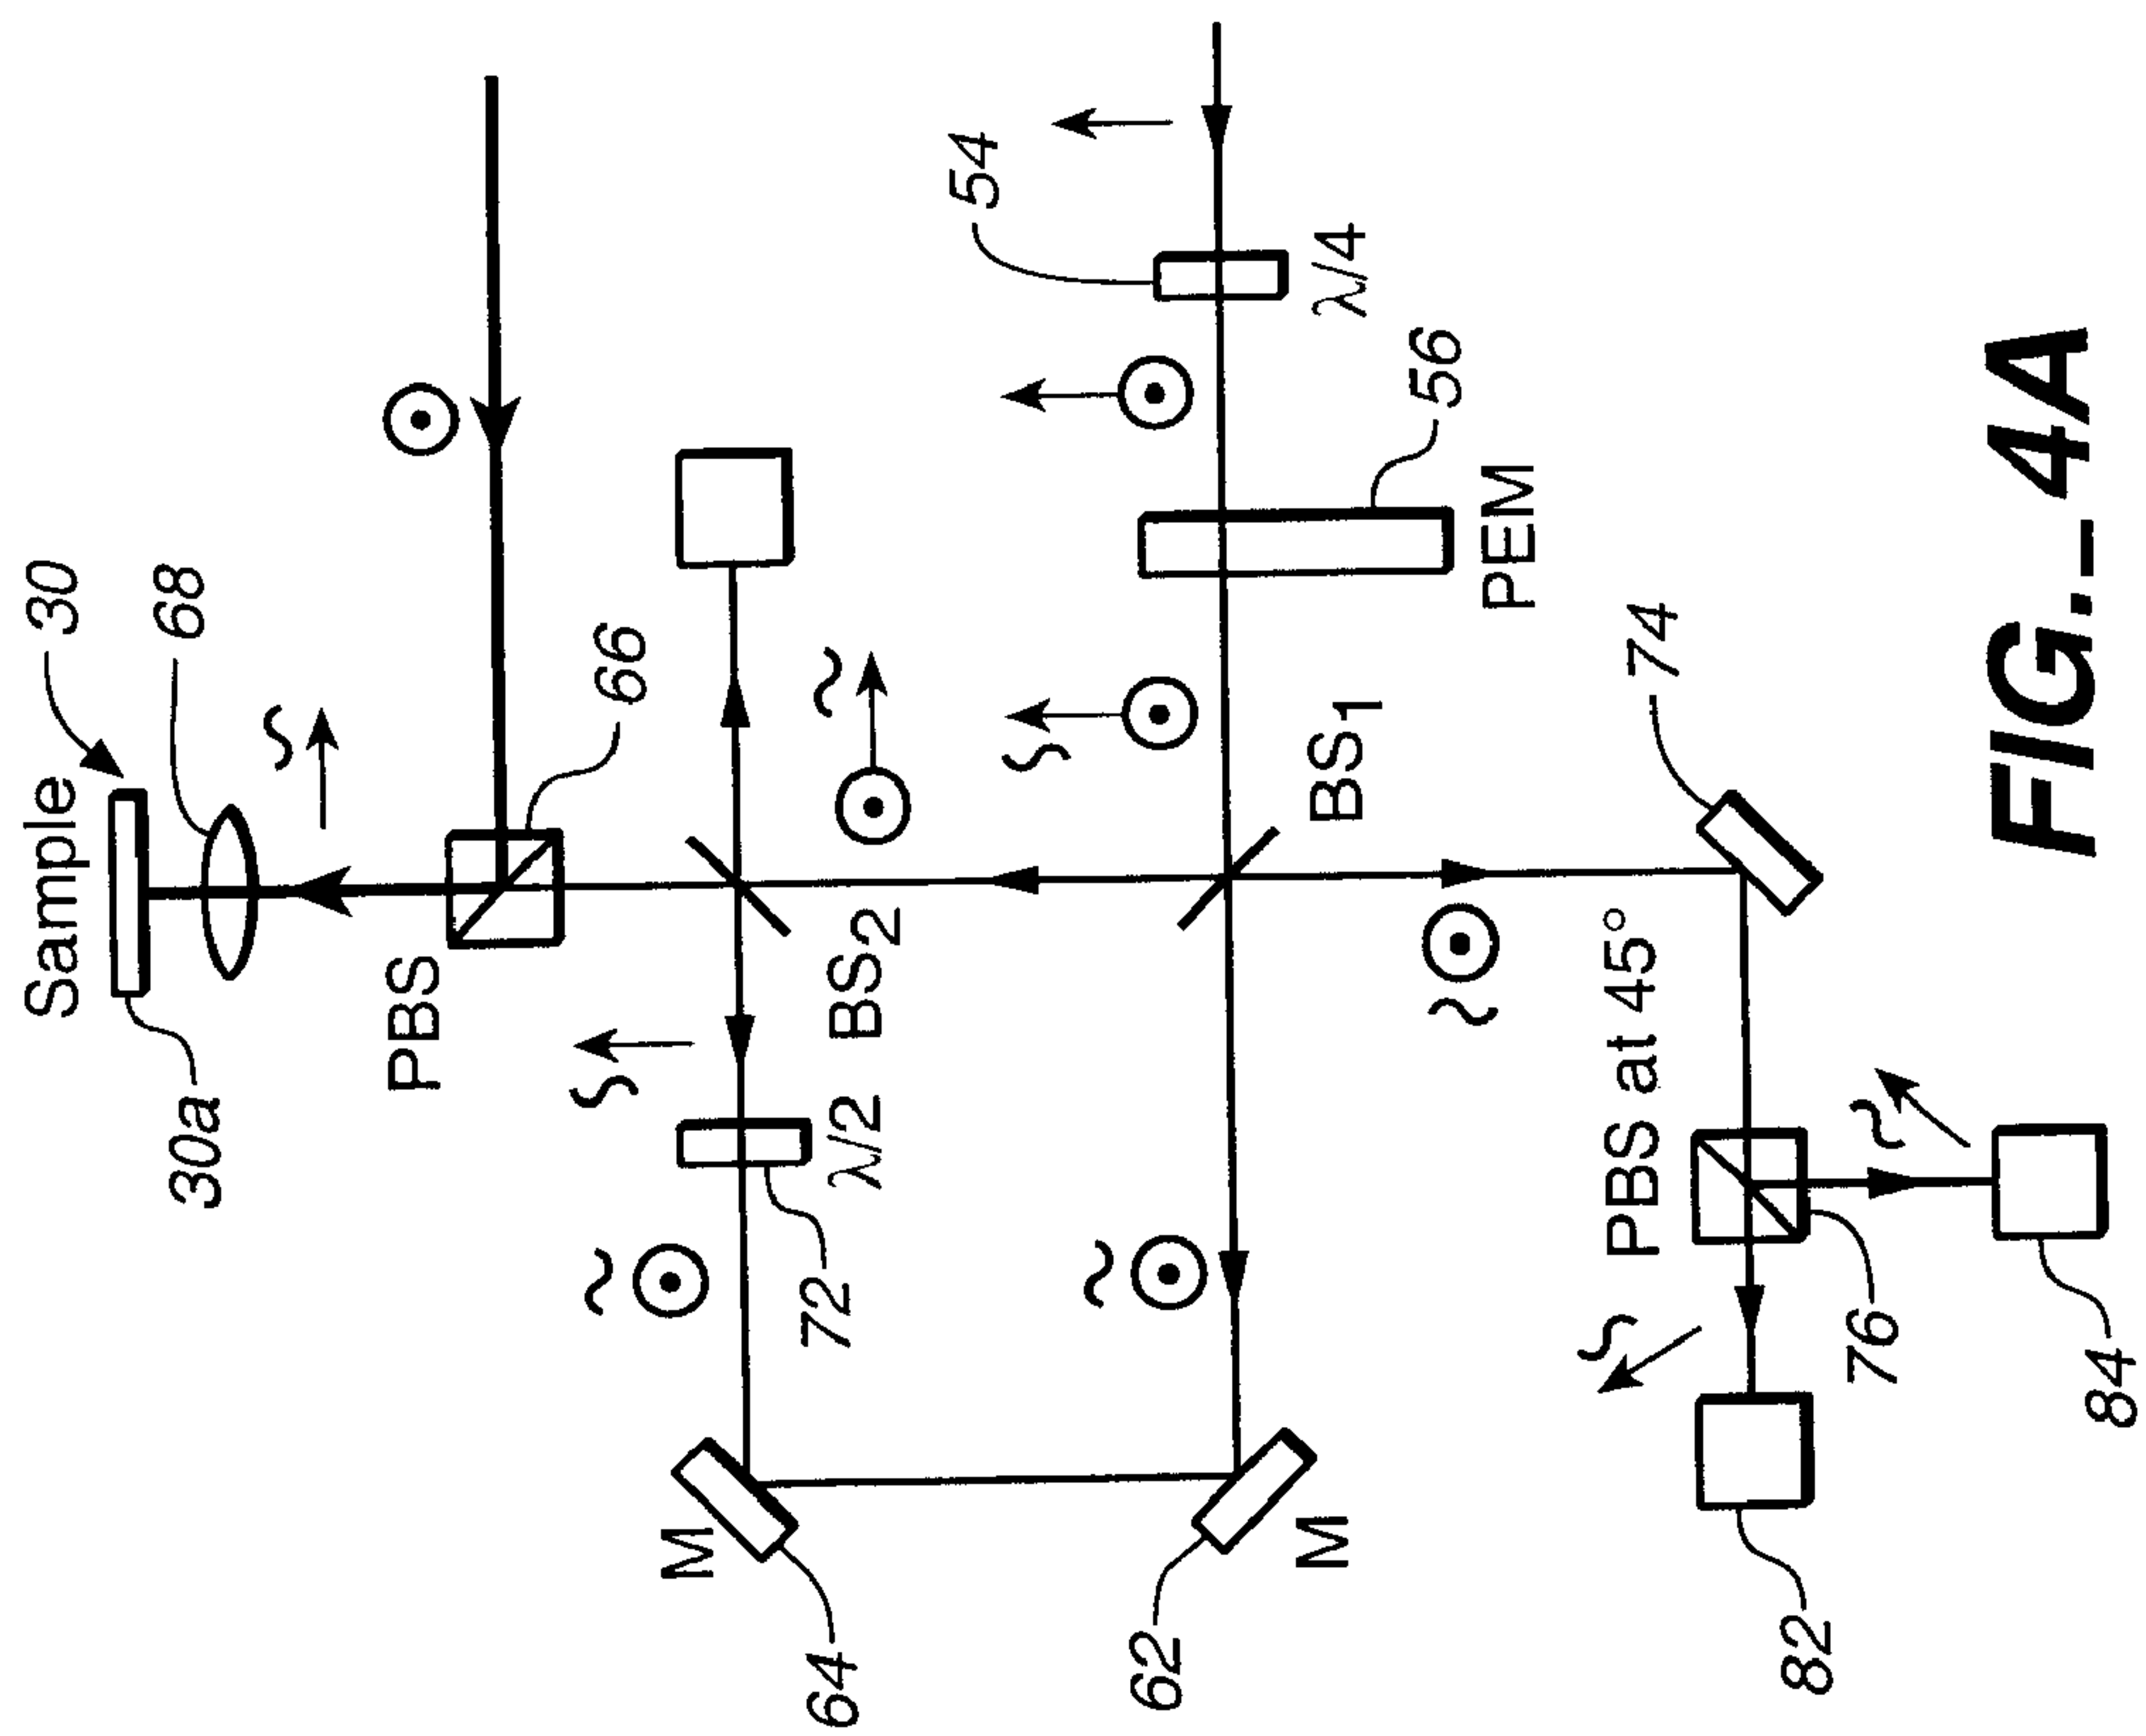 Sample
30
30a
68
PBS
66
M
64
72
λ/2
BS₂
54
62
M
BS₁
λ/4
56
PEM
PBS at 45°
74
82
76
84
FIG._4A